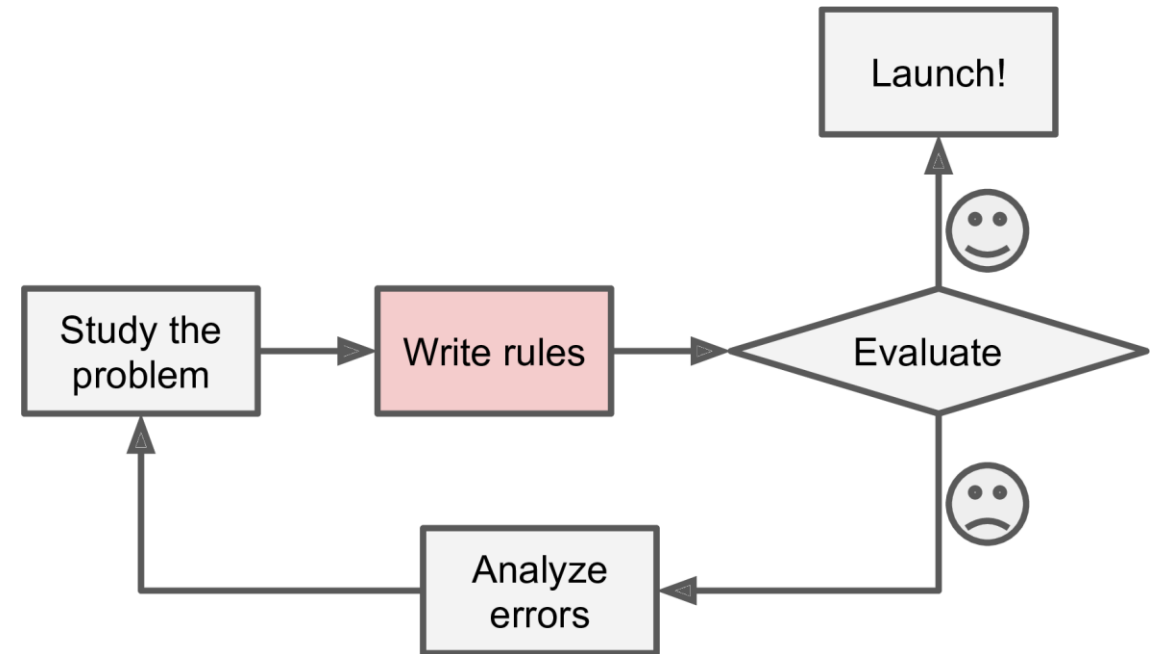 Launch!
Study the
problem
Write rules
Evaluate
Analyze
errors